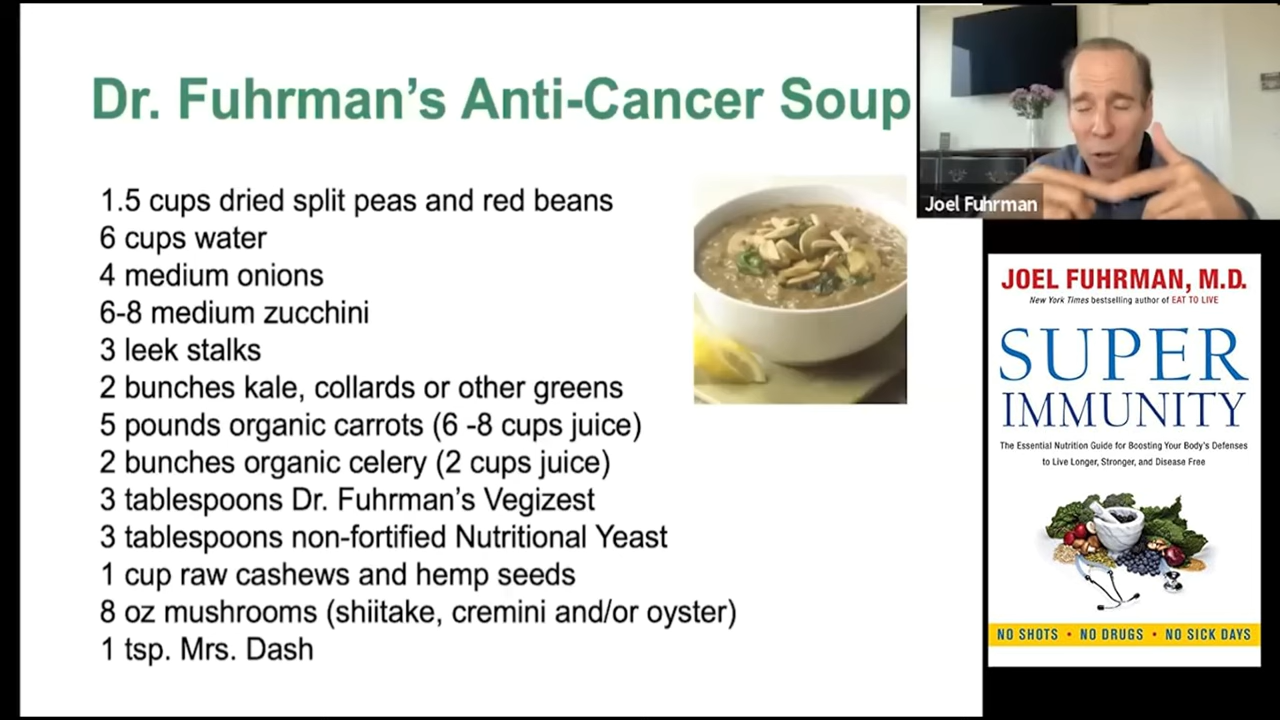 Dr. Fuhrman's Anti-Cancer Soup
1.5 cups dried split peas and red beans
6 cups water
4 medium onions
6-8 medium zucchini
3 leek stalks
2 bunches kale, collards or other greens
5 pounds organic carrots (6 -8 cups juice)
2 bunches organic celery (2 cups juice)
3 tablespoons Dr. Fuhrman's Vegizest
3 tablespoons non-fortified Nutritional Yeast
1 cup raw cashews and hemp seeds
8 oz mushrooms (shiitake, cremini and/or oyster)
1 tsp. Mrs. Dash
Joel Fuhrman
JOEL FUHRMAN, M.D.
New York Times bestselling author of EAT TO LIVE
SUPER
IMMUNITY
The Essential Nutrition Guide for Boosting Your Body's Defenses
to Live Longer, Stronger, and Disease Free
NO SHOTS • NO DRUGS • NO SICK DAYS